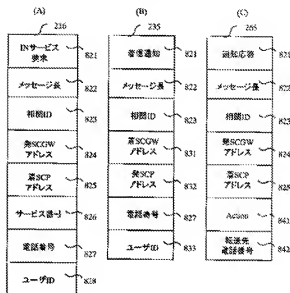 (A)
216
INサービス
要求
821
メッセージ長
822
相関ID
823
発SCGW
アドレス
824
着SCP
アドレス
825
サービス番号
826
電話番号
827
ユーザID
828
(B)
235
着信通知
821
メッセージ長
822
相関ID
823
着SCGW
アドレス
831
発SCP
アドレス
832
電話番号
827
ユーザID
833
(C)
265
通知応答
821
メッセージ長
822
相関ID
823
発SCGW
アドレス
824
着SCP
アドレス
825
Action
841
転送先
電話番号
842